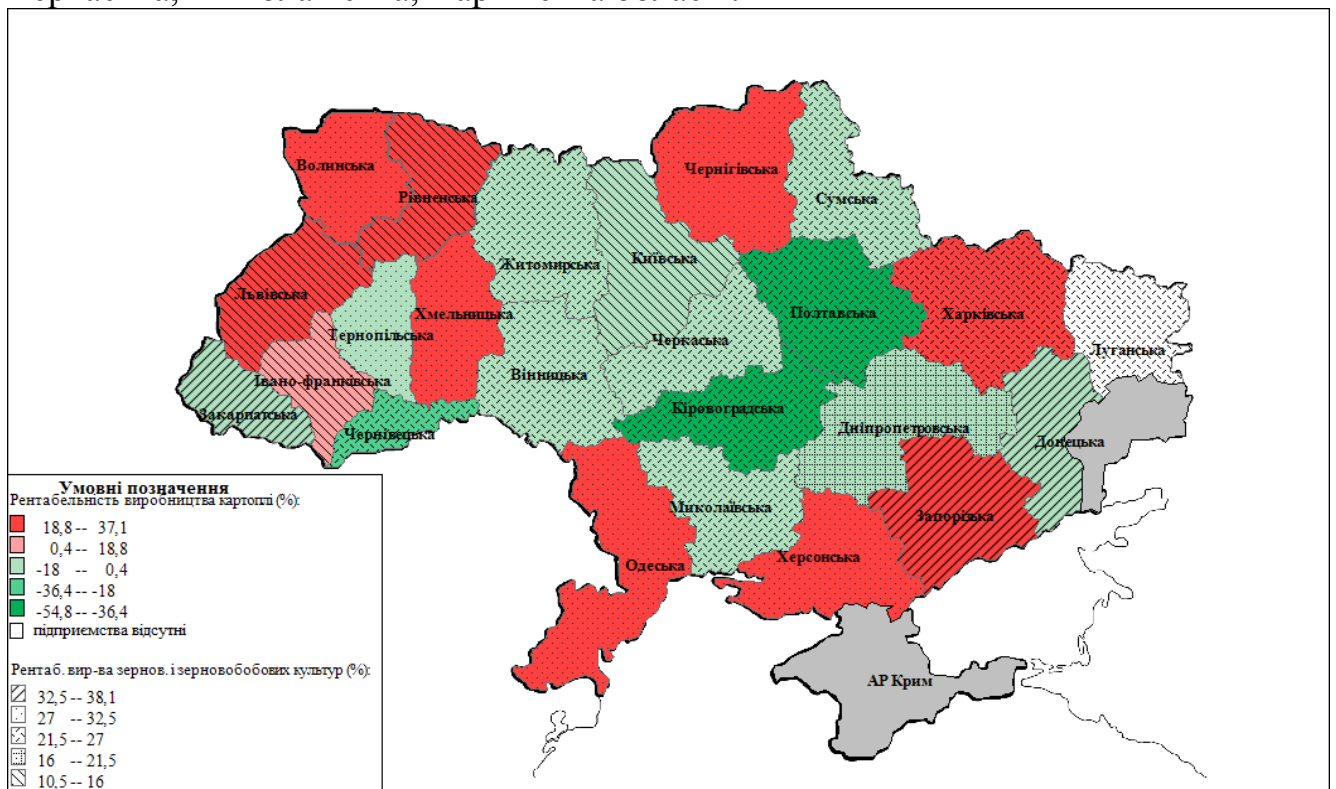 Волинська
Рівненська
Чернігівська
Сумська
Житомирська
Київська
Львівська
Хмельницька
Полтавська
Харківська
Тернопільська
Черкаська
Луганська
Вінницька
Івано-франківська
Закарпатська
Кіровоградська
Чернівецька
Дніпропетровська
Донецька
Миколаївська
Запорізька
Херсонська
Одеська
АР Крим
Умовні позначення
Рентабельність виробництва картоплі (%):
18,8 -- 37,1
0,4 -- 18,8
-18 -- 0,4
-36,4 -- -18
-54,8 -- -36,4
підприємства відсутні
Рентаб. вир-ва зернов. і зерновобобових культур (%):
32,5 -- 38,1
27 -- 32,5
21,5 -- 27
16 -- 21,5
10,5 -- 16